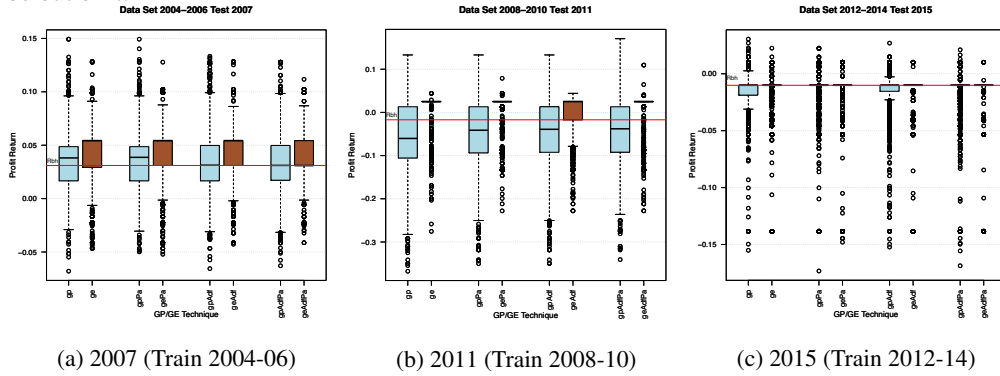 Data Set 2004–2006 Test 2007
Profit Return
0.15
0.10
0.05
0.00
−0.05
Rbh
gp
ge
gpPa
gePa
gpAdf
geAdf
gpAdfPa
geAdfPa
GP/GE Technique
(a) 2007 (Train 2004-06)
Data Set 2008–2010 Test 2011
Profit Return
0.1
0.0
−0.1
−0.2
−0.3
Rbh
gp
ge
gpPa
gePa
gpAdf
geAdf
gpAdfPa
geAdfPa
GP/GE Technique
(b) 2011 (Train 2008-10)
Data Set 2012–2014 Test 2015
Profit Return
0.00
−0.05
−0.10
−0.15
Rbh
gp
ge
gpPa
gePa
gpAdf
geAdf
gpAdfPa
geAdfPa
GP/GE Technique
(c) 2015 (Train 2012-14)